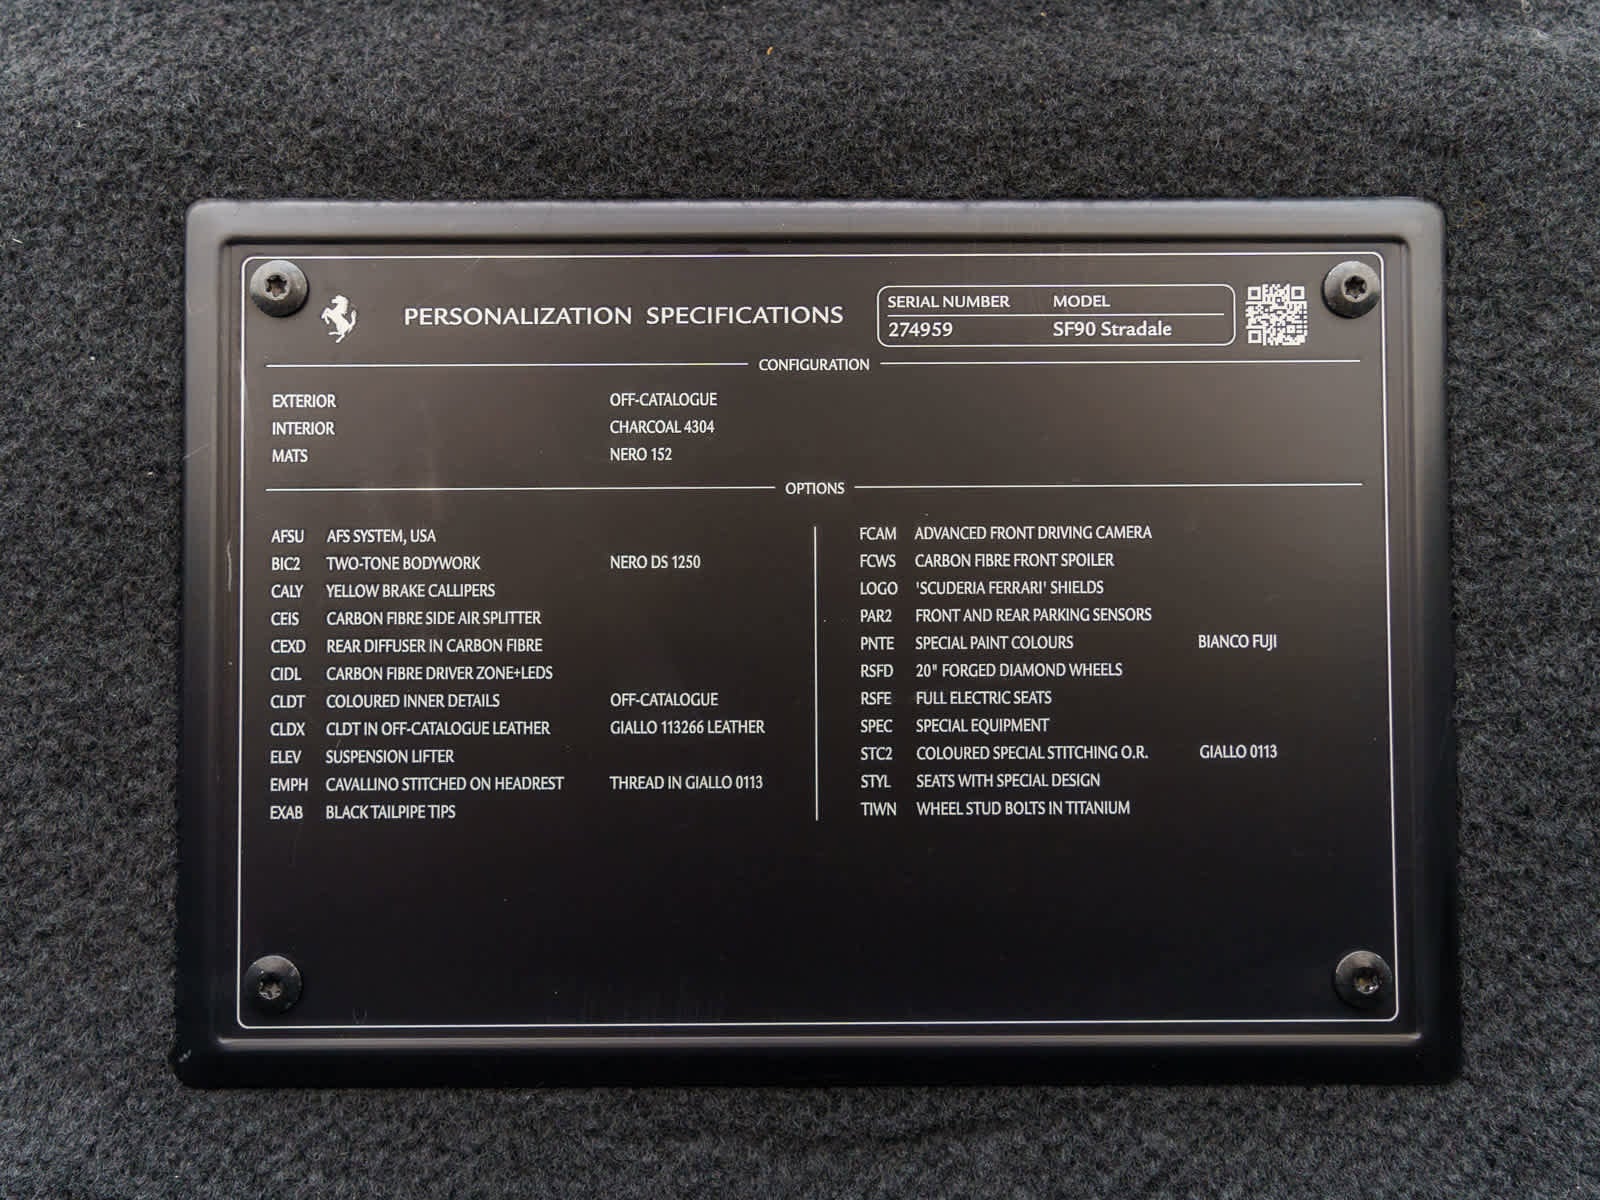 PERSONALIZATION SPECIFICATIONS
SERIAL NUMBER MODEL
274959 SF90 Stradale
CONFIGURATION
EXTERIOR OFF-CATALOGUE
INTERIOR CHARCOAL 4304
MATS NERO 152
OPTIONS
AFSU AFS SYSTEM, USA
BIC2 TWO-TONE BODYWORK NERO DS 1250
CALY YELLOW BRAKE CALLIPERS
CEIS CARBON FIBRE SIDE AIR SPLITTER
CEXD REAR DIFFUSER IN CARBON FIBRE
CIDL CARBON FIBRE DRIVER ZONE+LEDS
CLDT COLOURED INNER DETAILS OFF-CATALOGUE
CLDX CLDT IN OFF-CATALOGUE LEATHER GIALLO 113266 LEATHER
ELEV SUSPENSION LIFTER
EMPH CAVALLINO STITCHED ON HEADREST THREAD IN GIALLO 0113
EXAB BLACK TAILPIPE TIPS
FCAM ADVANCED FRONT DRIVING CAMERA
FCWS CARBON FIBRE FRONT SPOILER
LOGO 'SCUDERIA FERRARI' SHIELDS
PAR2 FRONT AND REAR PARKING SENSORS
PNTE SPECIAL PAINT COLOURS BIANCO FUJI
RSFD 20" FORGED DIAMOND WHEELS
RSFE FULL ELECTRIC SEATS
SPEC SPECIAL EQUIPMENT
STC2 COLOURED SPECIAL STITCHING O.R. GIALLO 0113
STYL SEATS WITH SPECIAL DESIGN
TIWN WHEEL STUD BOLTS IN TITANIUM